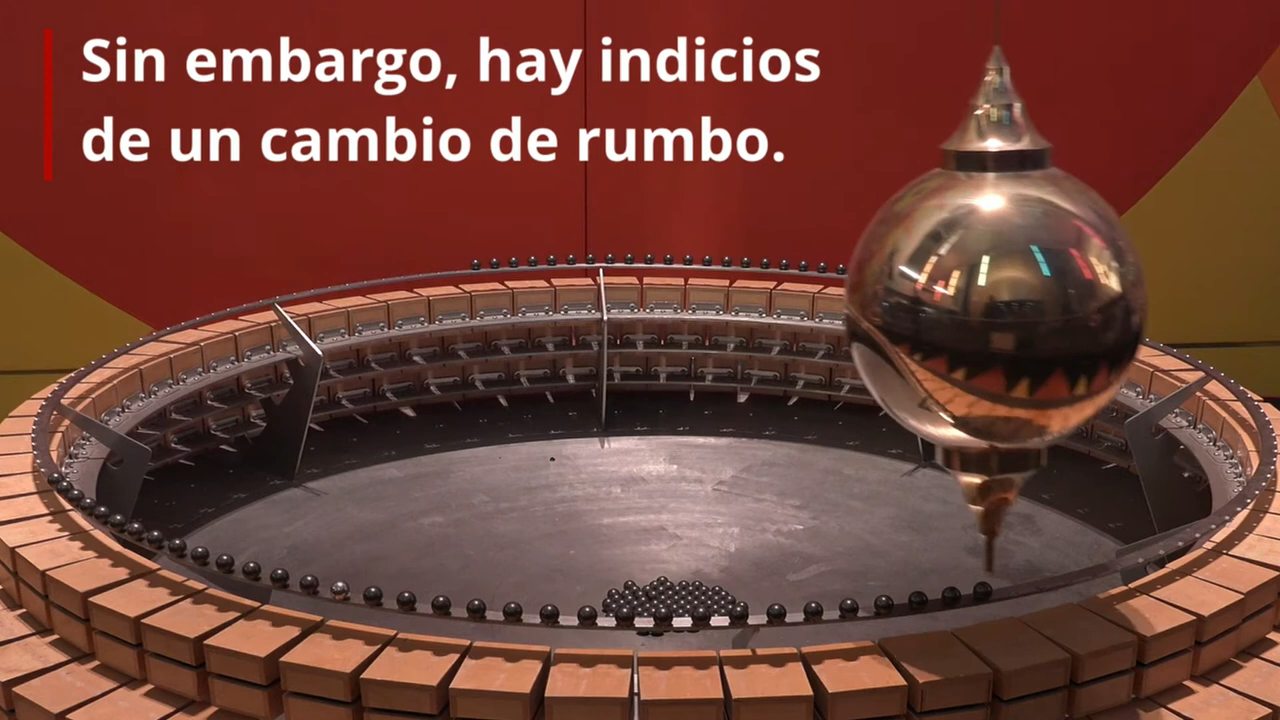 Sin embargo, hay indicios
de un cambio de rumbo.